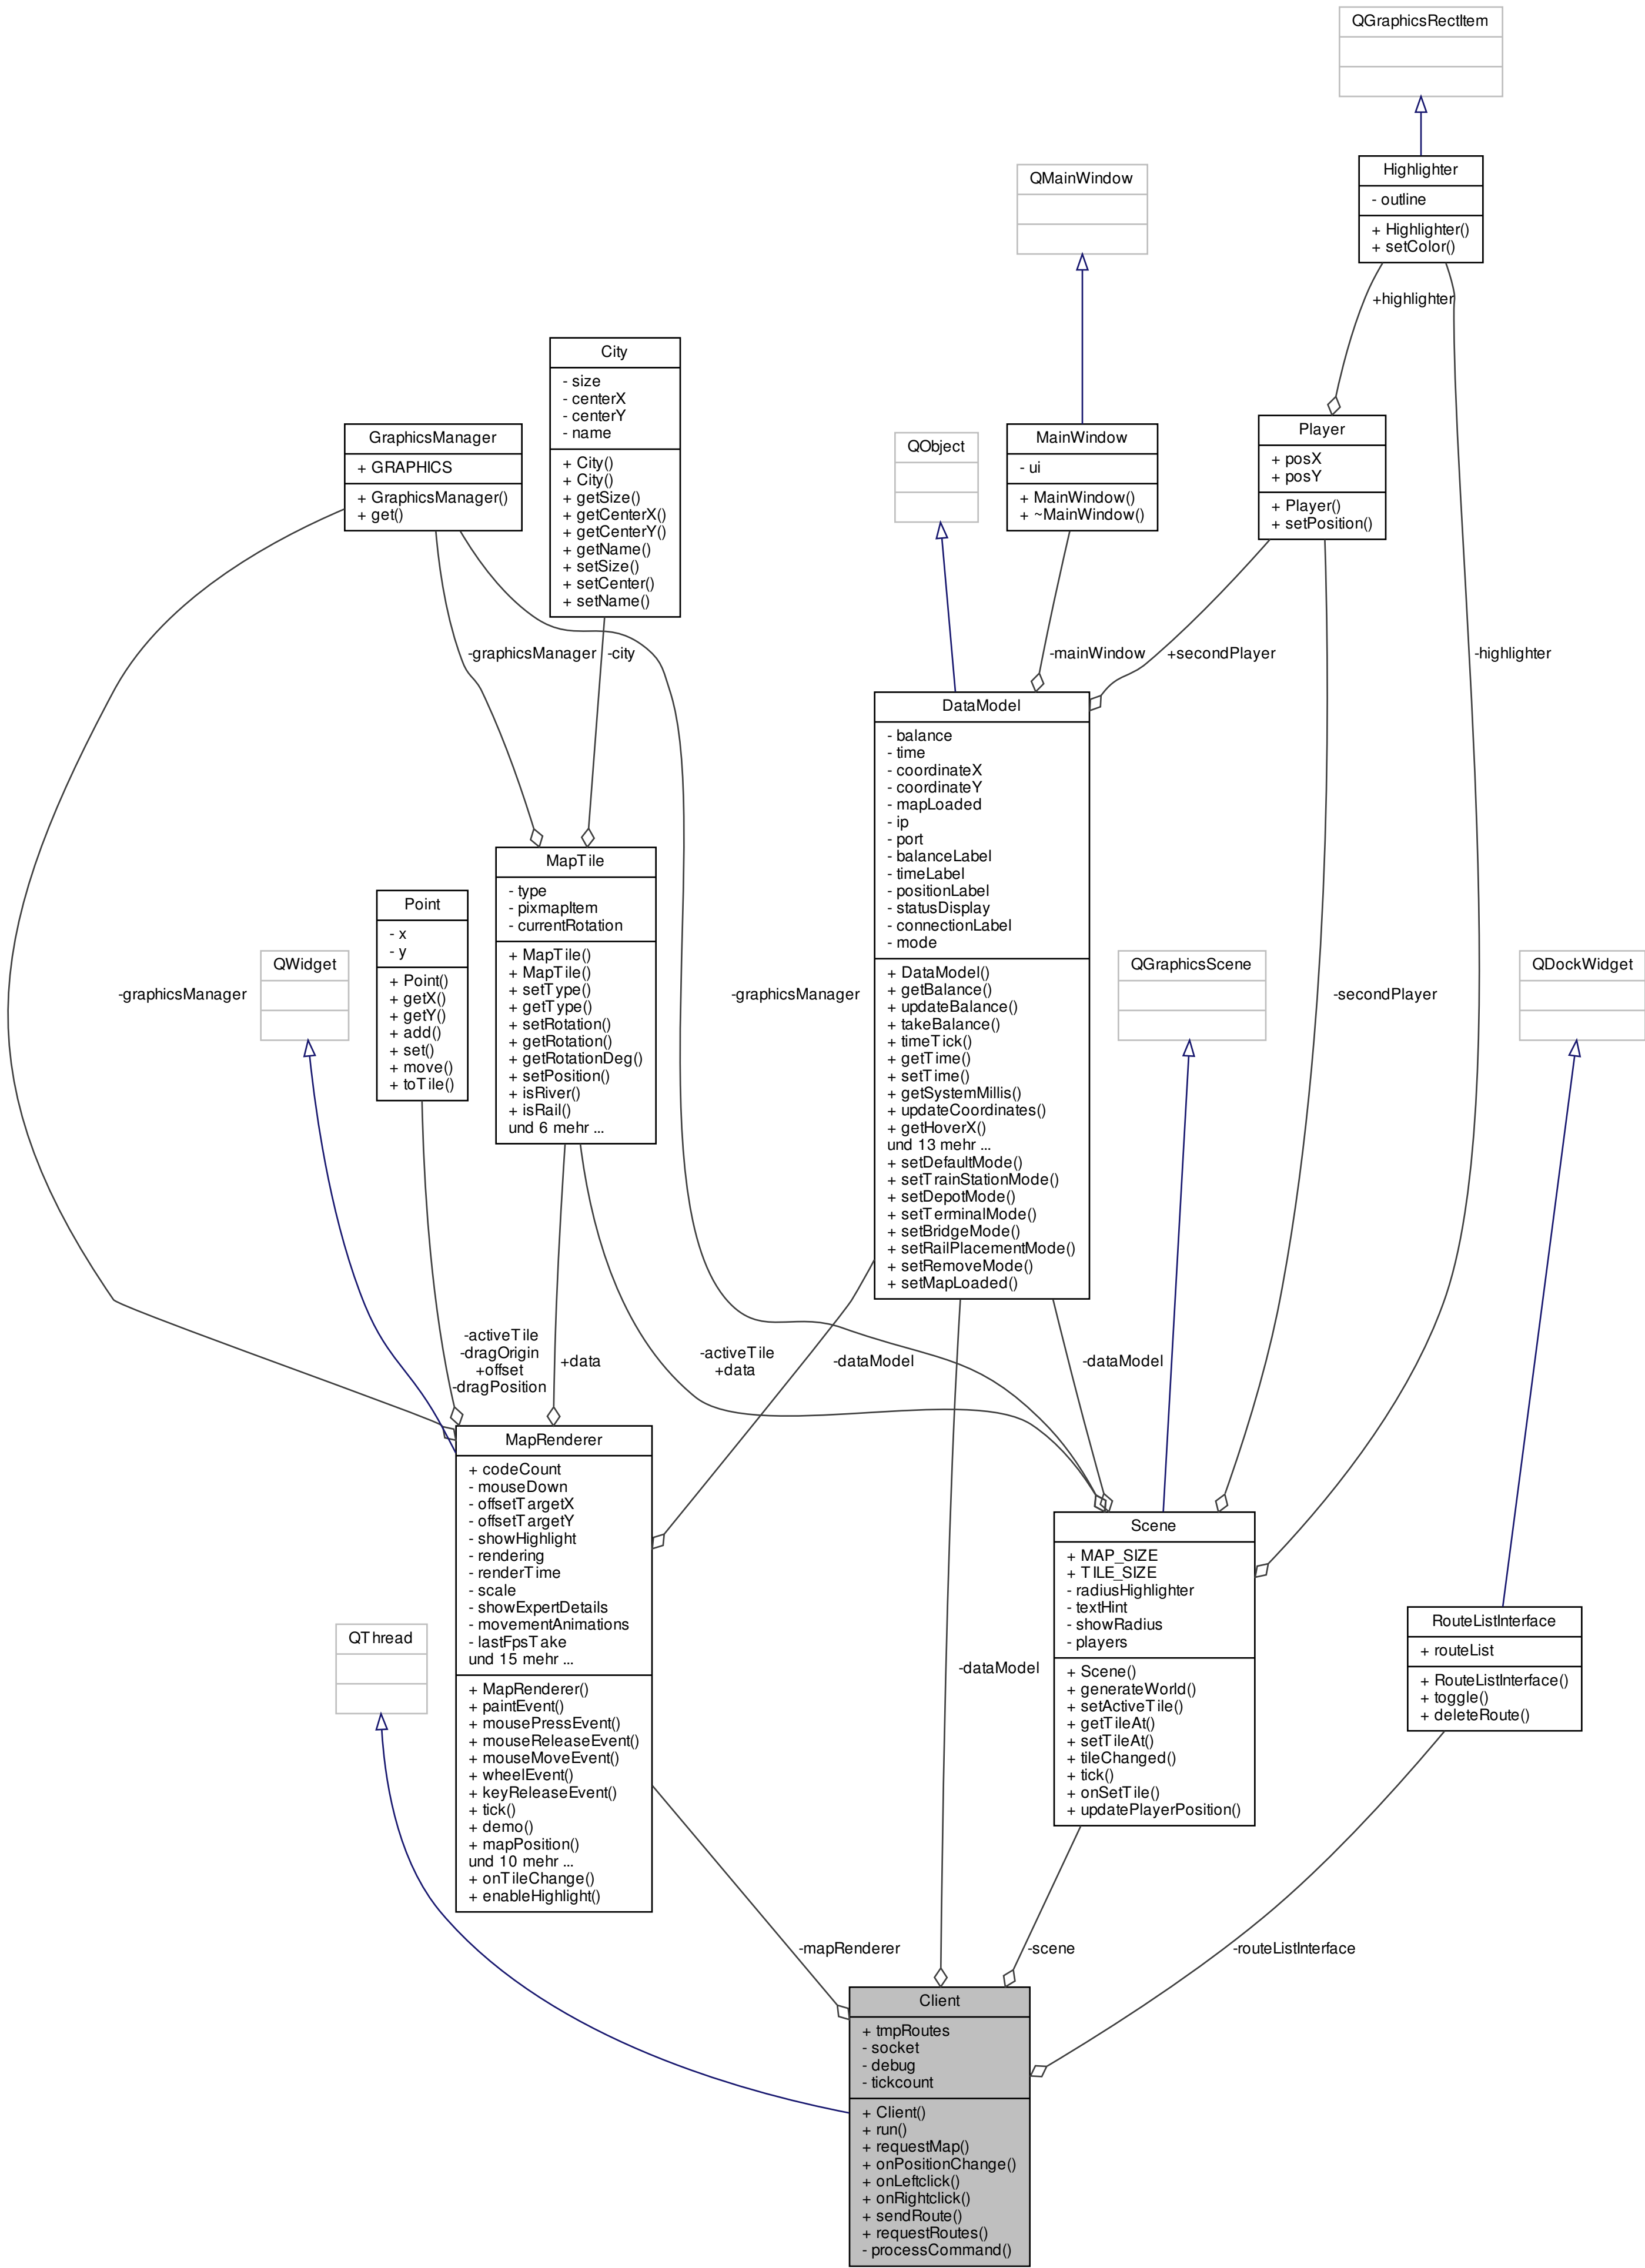 QGraphicsRectItem
Highlighter
- outline
+ Highlighter()
+ setColor()
QMainWindow
+highlighter
City
- size
- centerX
- centerY
- name
+ City()
+ City()
+ getSize()
+ getCenterX()
+ getCenterY()
+ getName()
+ setSize()
+ setCenter()
+ setName()
GraphicsManager
+ GRAPHICS
+ GraphicsManager()
+ get()
QObject
MainWindow
- ui
+ MainWindow()
+ ~MainWindow()
Player
+ posX
+ posY
+ Player()
+ setPosition()
-graphicsManager
-city
-mainWindow
+secondPlayer
-highlighter
DataModel
- balance
- time
- coordinateX
- coordinateY
- mapLoaded
- ip
- port
- balanceLabel
- timeLabel
- positionLabel
- statusDisplay
- connectionLabel
- mode
+ DataModel()
+ getBalance()
+ updateBalance()
+ takeBalance()
+ timeTick()
+ getTime()
+ setTime()
+ getSystemMillis()
+ updateCoordinates()
+ getHoverX()
und 13 mehr ...
+ setDefaultMode()
+ setTrainStationMode()
+ setDepotMode()
+ setTerminalMode()
+ setBridgeMode()
+ setRailPlacementMode()
+ setRemoveMode()
+ setMapLoaded()
MapTile
- type
- pixmapItem
- currentRotation
+ MapTile()
+ MapTile()
+ setType()
+ getType()
+ setRotation()
+ getRotation()
+ getRotationDeg()
+ setPosition()
+ isRiver()
+ isRail()
und 6 mehr ...
Point
- x
- y
+ Point()
+ getX()
+ getY()
+ add()
+ set()
+ move()
+ toTile()
QWidget
QGraphicsScene
QDockWidget
-graphicsManager
-graphicsManager
-secondPlayer
-activeTile
-dragOrigin
+offset
-dragPosition
+data
-activeTile
+data
-dataModel
-dataModel
MapRenderer
+ codeCount
- mouseDown
- offsetTargetX
- offsetTargetY
- showHighlight
- rendering
- renderTime
- scale
- showExpertDetails
- movementAnimations
- lastFpsTake
und 15 mehr ...
+ MapRenderer()
+ paintEvent()
+ mousePressEvent()
+ mouseReleaseEvent()
+ mouseMoveEvent()
+ wheelEvent()
+ keyReleaseEvent()
+ tick()
+ demo()
+ mapPosition()
und 10 mehr ...
+ onTileChange()
+ enableHighlight()
Scene
+ MAP_SIZE
+ TILE_SIZE
- radiusHighlighter
- textHint
- showRadius
- players
+ Scene()
+ generateWorld()
+ setActiveTile()
+ getTileAt()
+ setTileAt()
+ tileChanged()
+ tick()
+ onSetTile()
+ updatePlayerPosition()
RouteListInterface
+ routeList
+ RouteListInterface()
+ toggle()
+ deleteRoute()
QThread
-dataModel
-mapRenderer
-scene
-routeListInterface
Client
+ tmpRoutes
- socket
- debug
- tickcount
+ Client()
+ run()
+ requestMap()
+ onPositionChange()
+ onLeftclick()
+ onRightclick()
+ sendRoute()
+ requestRoutes()
- processCommand()